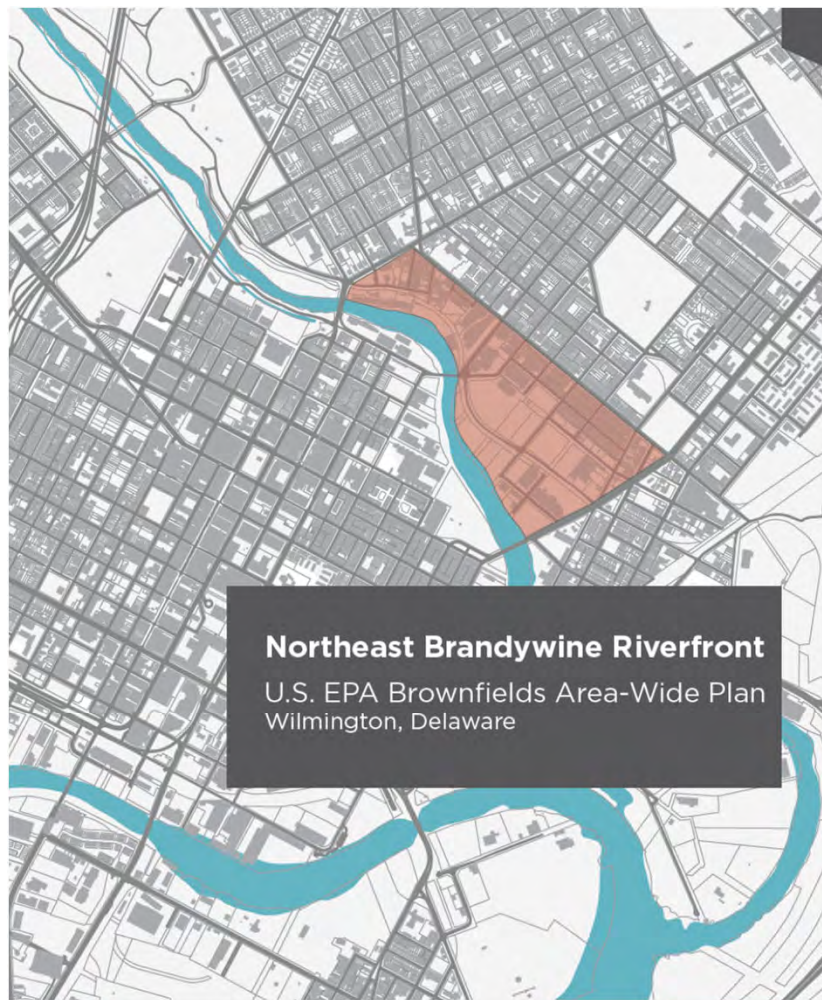 Northeast Brandywine Riverfront
U.S. EPA Brownfields Area-Wide Plan
Wilmington, Delaware